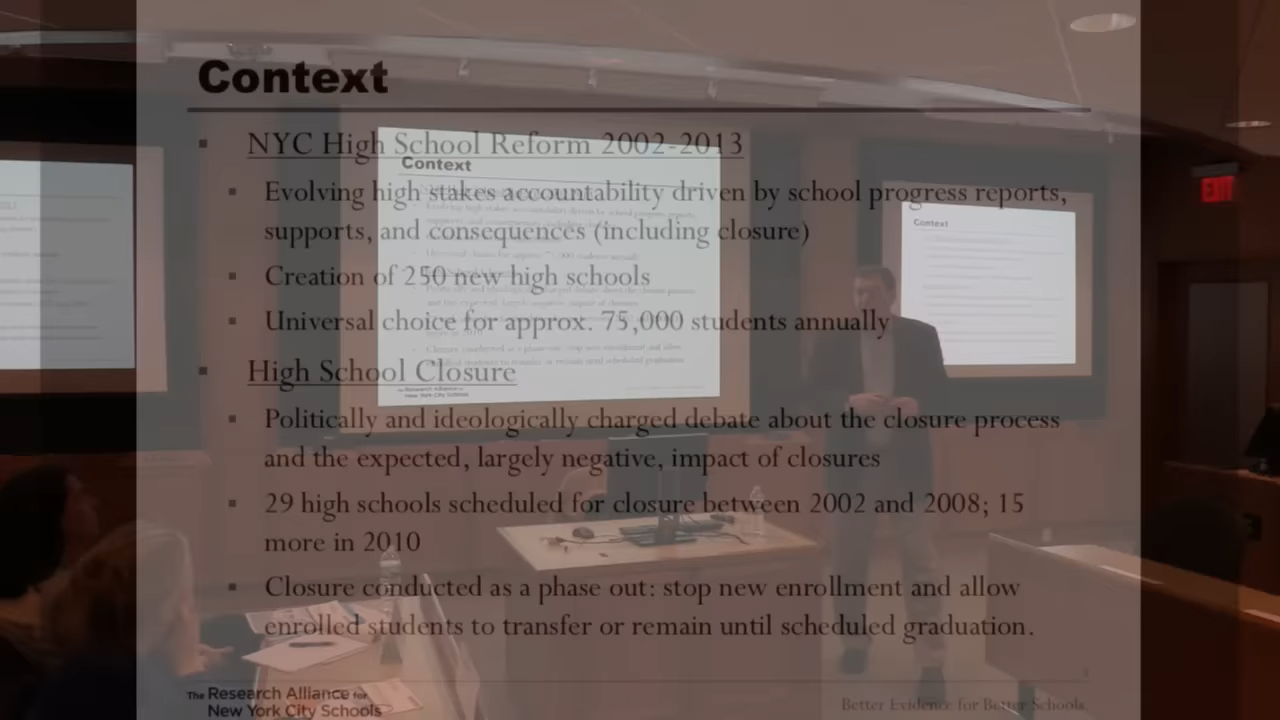 Context
NYC High School Reform 2002-2013
Evolving high stakes accountability driven by school progress reports,
supports, and consequences (including closure)
Creation of 250 new high schools
Universal choice for approx. 75,000 students annually
High School Closure
Politically and ideologically charged debate about the closure process
and the expected, largely negative, impact of closures
29 high schools scheduled for closure between 2002 and 2008; 15
more in 2010
Closure conducted as a phase out: stop new enrollment and allow
enrolled students to transfer or remain until scheduled graduation.
The Research Alliance for
New York City Schools
Better Evidence for Better Schools
Context
Context
EXIT